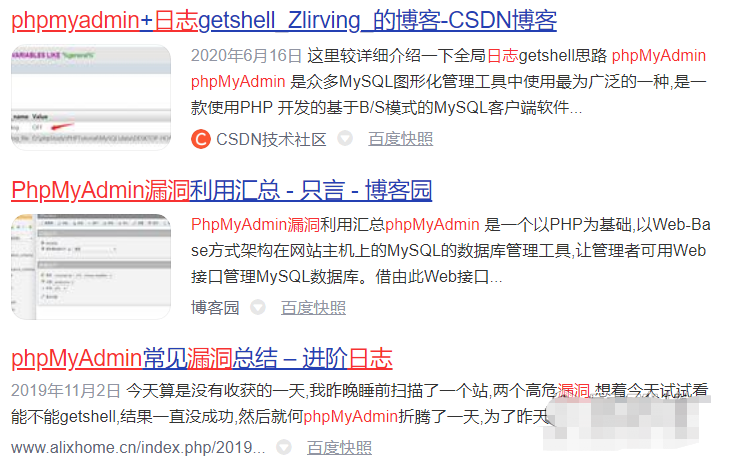 phpmyadmin+日志getshell_Zlirving_的博客-CSDN博客
VARIABLES LIKE "%general%"
2020年6月16日 这里较详细介绍一下全局日志getshell思路 phpMyAdmin
phpMyAdmin 是众多MySQL图形化管理工具中使用最为广泛的一种,是一
款使用PHP 开发的基于B/S模式的MySQL客户端软件...
_name Value
OFF
CSDN技术社区 百度快照
PhpMyAdmin漏洞利用汇总 - 只言 - 博客园
PhpMyAdmin漏洞利用汇总phpMyAdmin 是一个以PHP为基础,以Web-Ba
se方式架构在网站主机上的MySQL的数据库管理工具,让管理者可用Web
接口管理MySQL数据库。借由此Web接口...
博客园 百度快照
phpMyAdmin常见漏洞总结 – 进阶日志
2019年11月2日 今天算是没有收获的一天,我昨晚睡前扫描了一个站,两个高危漏洞,想着今天试试看
能不能getshell,结果一直没成功,然后就何phpMyAdmin折腾了一天,为了昨天
www.alixhome.cn/index.php/2019... 百度快照